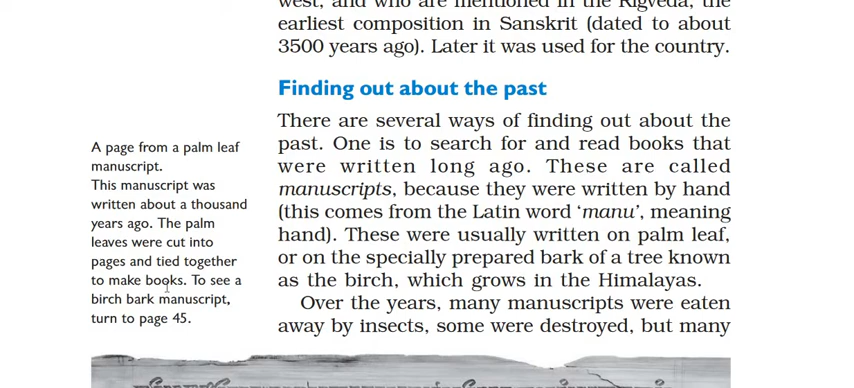 west, and who are mentioned in the Rigveda, the
earliest composition in Sanskrit (dated to about
3500 years ago). Later it was used for the country.
Finding out about the past
There are several ways of finding out about the
past. One is to search for and read books that
were written long ago. These are called
manuscripts, because they were written by hand
(this comes from the Latin word ‘manu’, meaning
hand). These were usually written on palm leaf,
or on the specially prepared bark of a tree known
as the birch, which grows in the Himalayas.
Over the years, many manuscripts were eaten
away by insects, some were destroyed, but many
A page from a palm leaf
manuscript.
This manuscript was
written about a thousand
years ago. The palm
leaves were cut into
pages and tied together
to make books. To see a
birch bark manuscript,
turn to page 45.